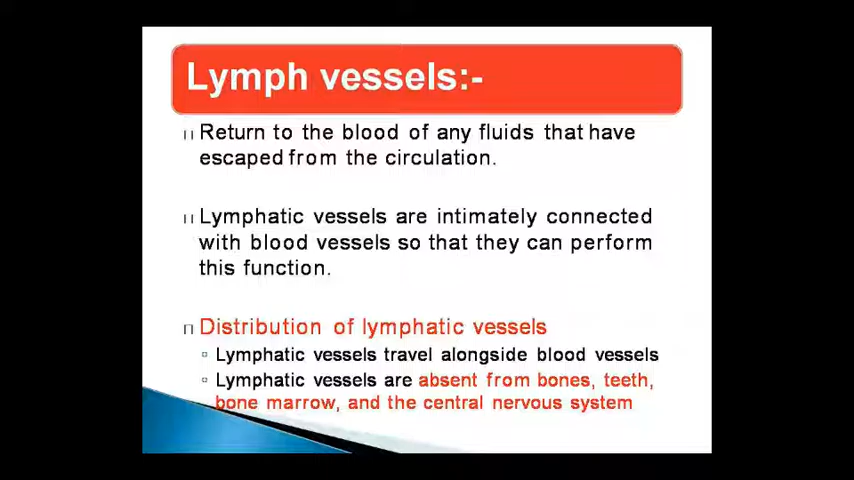 Lymph vessels:-
Return to the blood of any fluids that have
escaped from the circulation.
Lymphatic vessels are intimately connected
with blood vessels so that they can perform
this function.
Distribution of lymphatic vessels
Lymphatic vessels travel alongside blood vessels
Lymphatic vessels are absent from bones, teeth,
bone marrow, and the central nervous system